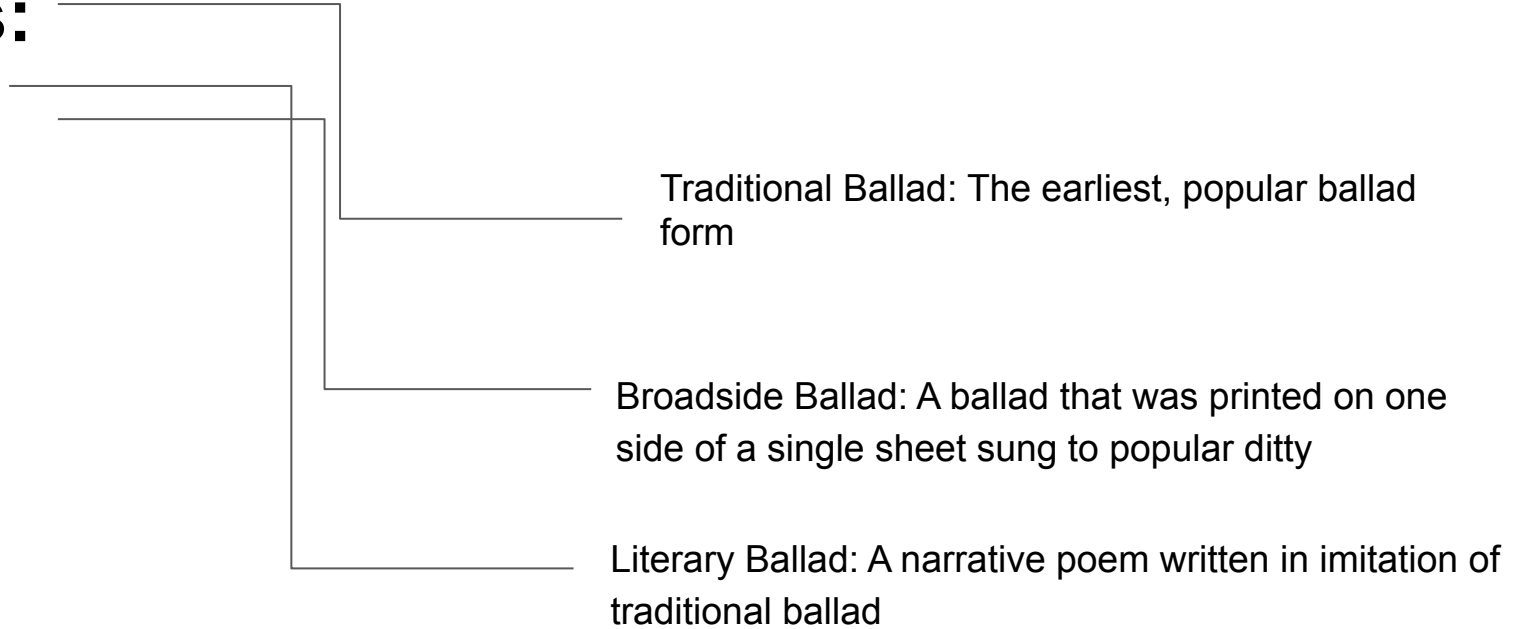 s:
Traditional Ballad: The earliest, popular ballad
form
Broadside Ballad: A ballad that was printed on one
side of a single sheet sung to popular ditty
Literary Ballad: A narrative poem written in imitation of
traditional ballad